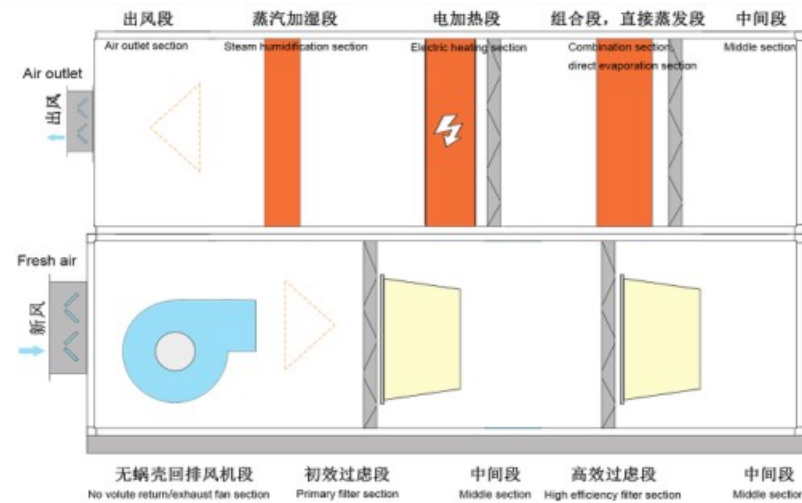 出风段 蒸汽加湿段 电加热段 组合段，直接蒸发段 中间段
Air outlet section Steam humidification section Electric heating section Combination section, Middle section
direct evaporation section
Air outlet
出风
Fresh air
新风
无蜗壳回排风机段 初效过虑段 中间段 高效过虑段 中间段
No volute return/exhaust fan section Primary filter section Middle section High efficiency filter section Middle section